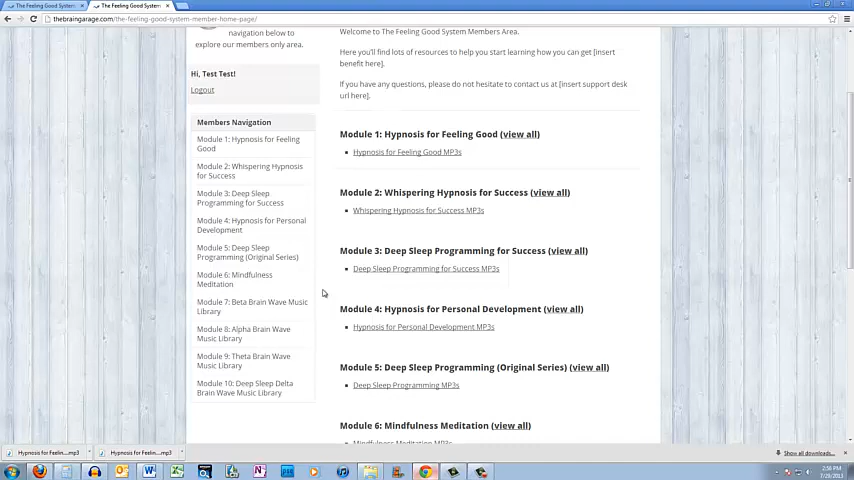 The Feeling Good System
The Feeling Good System
thebraingarage.com/the-feeling-good-system-member-home-page/
navigation below to
explore our members only area.
Hi, Test Test!
Logout
Members Navigation
Module 1: Hypnosis for Feeling
Good
Module 2: Whispering Hypnosis
for Success
Module 3: Deep Sleep
Programming for Success
Module 4: Hypnosis for Personal
Development
Module 5: Deep Sleep
Programming (Original Series)
Module 6: Mindfulness
Meditation
Module 7: Beta Brain Wave Music
Library
Module 8: Alpha Brain Wave
Music Library
Module 9: Theta Brain Wave
Music Library
Module 10: Deep Sleep Delta
Brain Wave Music Library
Welcome to The Feeling Good System Members Area.
Here you'll find lots of resources to help you start learning how you can get [insert
benefit here].
If you have any questions, please do not hesitate to contact us at [insert support desk
url here].
Module 1: Hypnosis for Feeling Good (view all)
Hypnosis for Feeling Good MP3s
Module 2: Whispering Hypnosis for Success (view all)
Whispering Hypnosis for Success MP3s
Module 3: Deep Sleep Programming for Success (view all)
Deep Sleep Programming for Success MP3s
Module 4: Hypnosis for Personal Development (view all)
Hypnosis for Personal Development MP3s
Module 5: Deep Sleep Programming (Original Series) (view all)
Deep Sleep Programming MP3s
Module 6: Mindfulness Meditation (view all)
Mindfulness Meditation MP3s
Hypnosis for Feelin....mp3
Hypnosis for Feelin....mp3
Show all downloads...
2:58 PM
7/29/2013